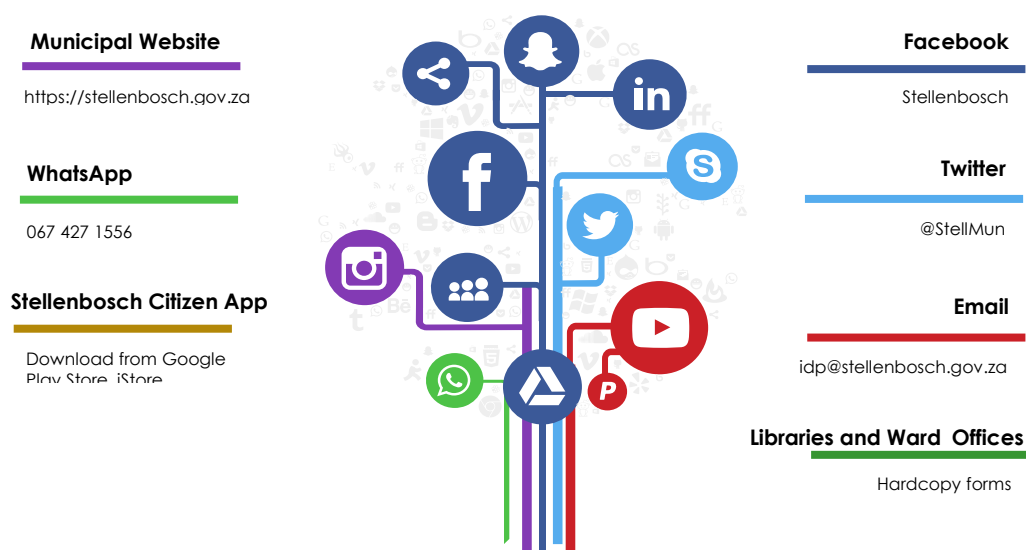 Municipal Website
https://stellenbosch.gov.za
WhatsApp
067 427 1556
Stellenbosch Citizen App
Download from Google
Play Store, iStore
Facebook
Stellenbosch
Twitter
@StellMun
Email
idp@stellenbosch.gov.za
Libraries and Ward Offices
Hardcopy forms
in
f
S
P